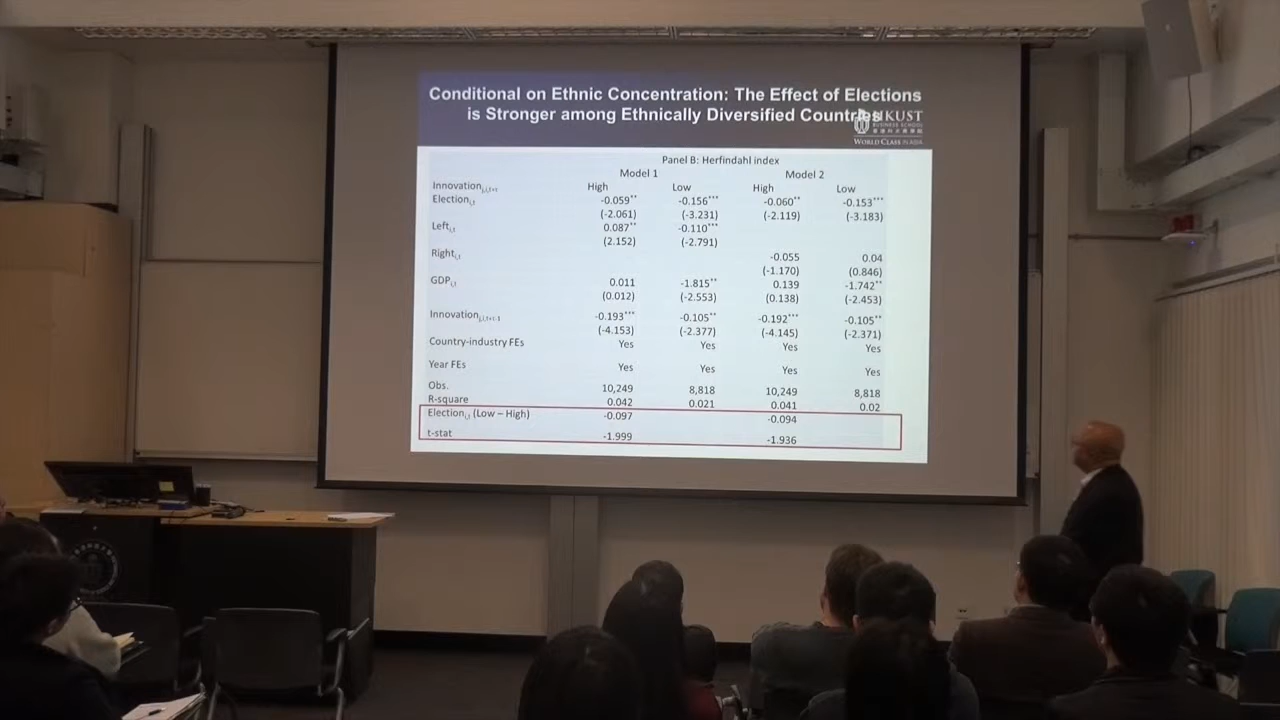 Conditional on Ethnic Concentration: The Effect of Elections
is Stronger among Ethnically Diversified Countries
HKUST
BUSINESS SCHOOL
WORLD CLASS IN ASIA
Panel B: Herfindahl index
Model 1 Model 2
Innovation High Low High Low
Election -0.059** -0.156*** -0.060** -0.153***
(-2.061) (-3.231) (-2.119) (-3.183)
Left 0.087** -0.110***
(2.152) (-2.791)
Right -0.055 0.04
(-1.170) (0.846)
GDP 0.011 -1.815** 0.139 -1.742**
(0.012) (-2.553) (0.138) (-2.453)
Innovation -0.193*** -0.105** -0.192*** -0.105**
(-4.153) (-2.377) (-4.145) (-2.371)
Country-industry FEs Yes Yes Yes Yes
Year FEs Yes Yes Yes Yes
Obs. 10,249 8,818 10,249 8,818
R-square 0.042 0.021 0.041 0.02
Election (Low – High) -0.097 -0.094
t-stat -1.999 -1.936